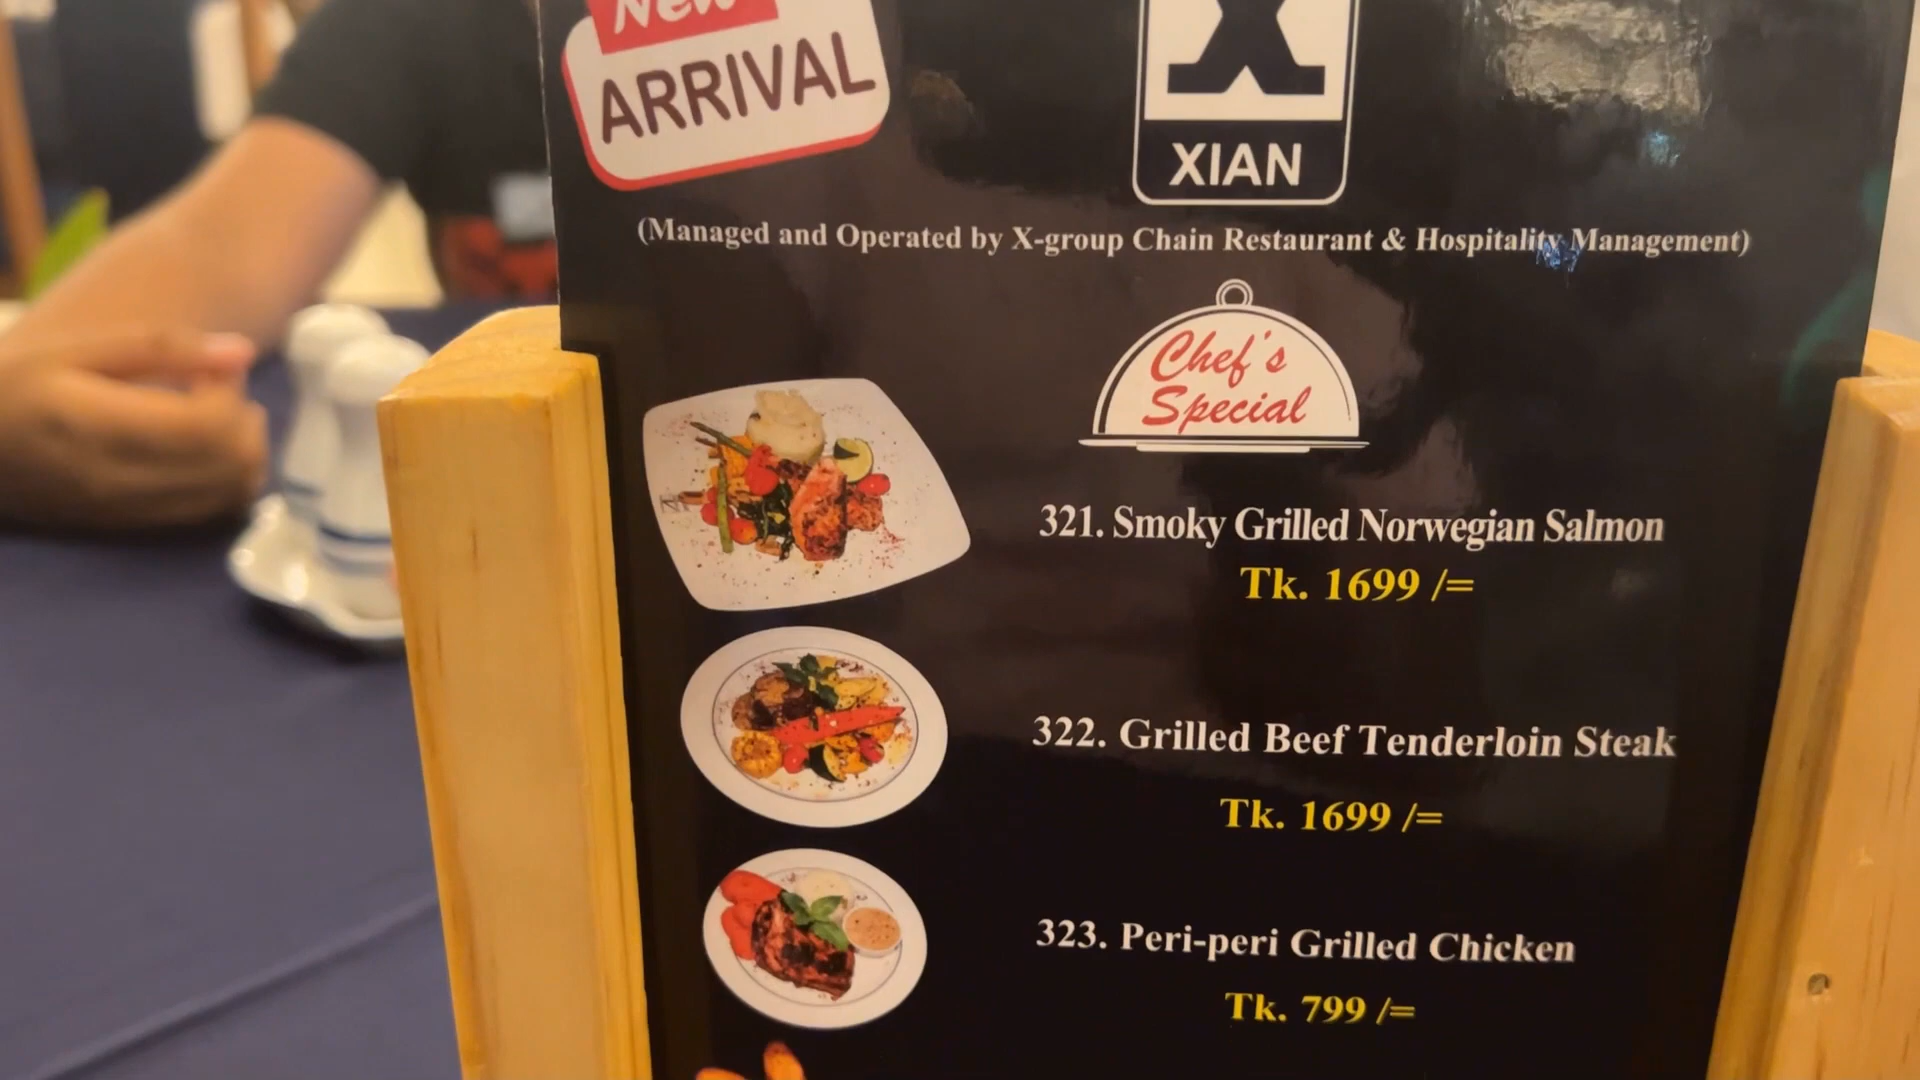 New
ARRIVAL
X
XIAN
(Managed and Operated by X-group Chain Restaurant & Hospitality Management)
Chef's
Special
321. Smoky Grilled Norwegian Salmon
Tk. 1699 /=
322. Grilled Beef Tenderloin Steak
Tk. 1699 /=
323. Peri-peri Grilled Chicken
Tk. 799 /=